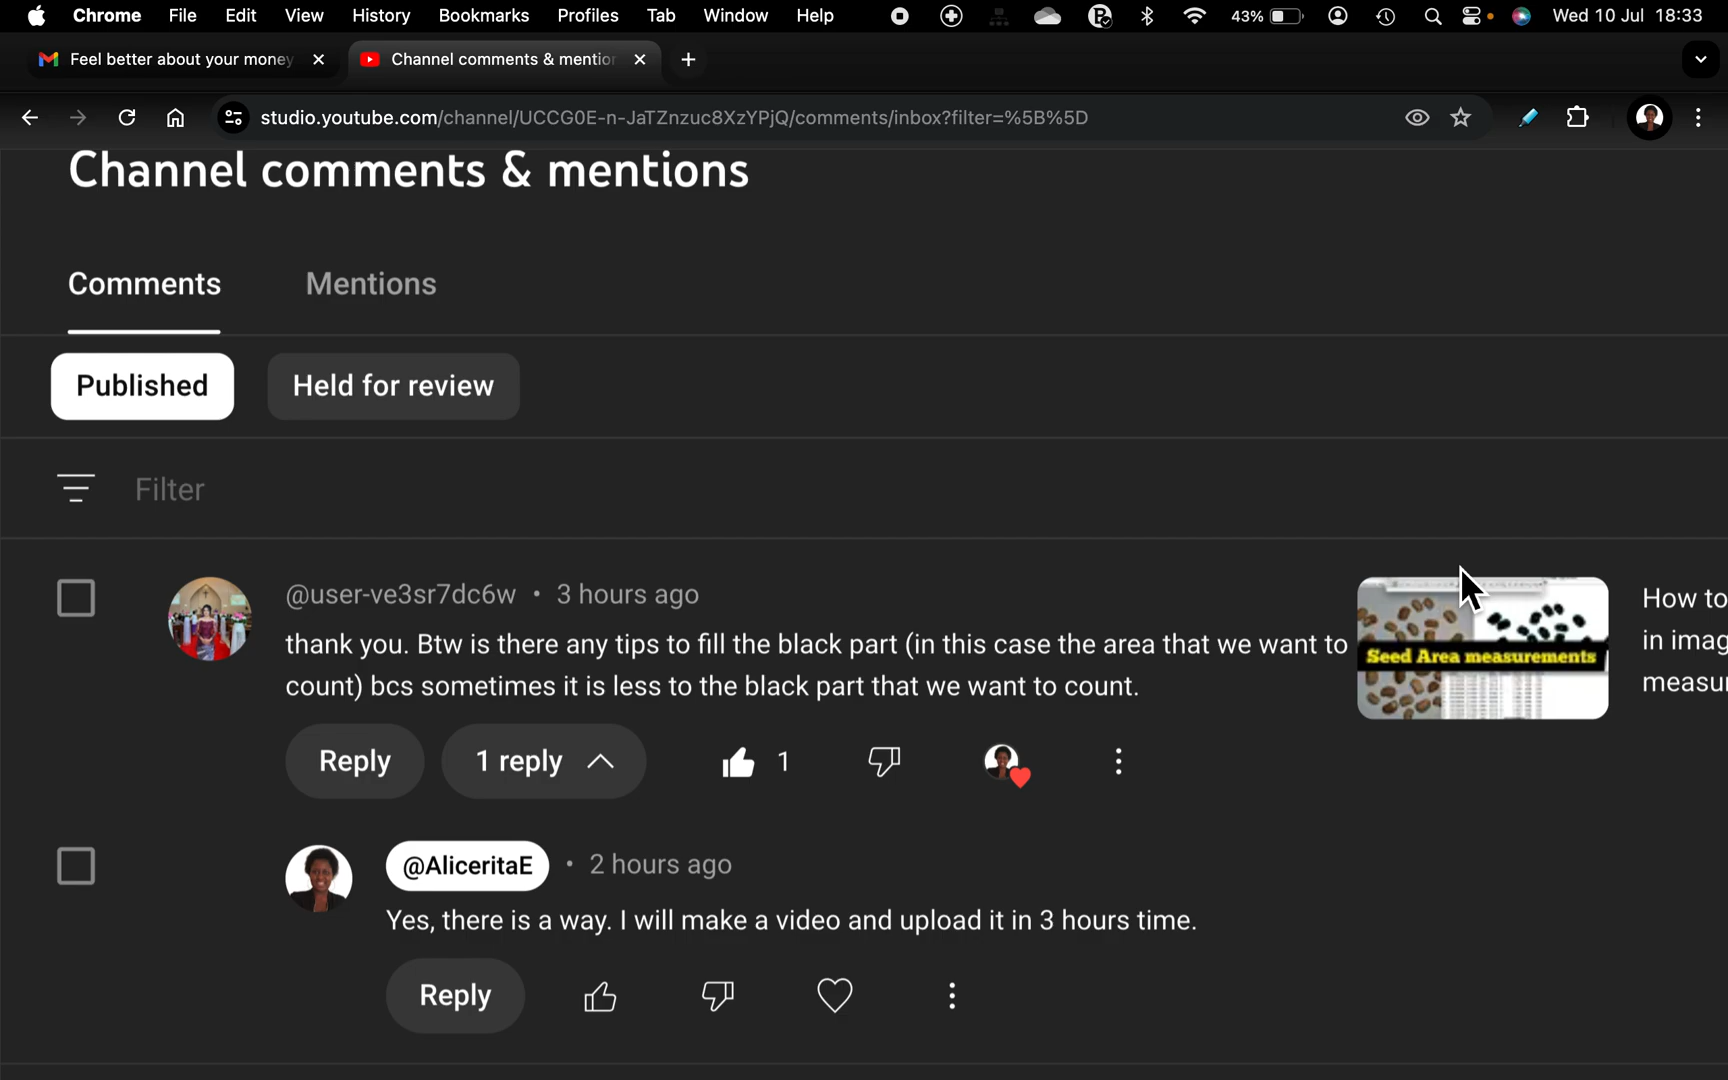 Chrome File Edit View History Bookmarks Profiles Tab Window Help 43% Wed 10 Jul 18:33
Feel better about your money Channel comments & mentio
studio.youtube.com/channel/UCCG0E-n-JaTZnzuc8XzYPjQ/comments/inbox?filter=%5B%5D
Channel comments & mentions
Comments Mentions
Published Held for review
Filter
@user-ve3sr7dc6w • 3 hours ago
thank you. Btw is there any tips to fill the black part (in this case the area that we want to
count) bcs sometimes it is less to the black part that we want to count.
Seed Area measurements
How to
in imag
measur
Reply 1 reply 1
@AliceritaE • 2 hours ago
Yes, there is a way. I will make a video and upload it in 3 hours time.
Reply